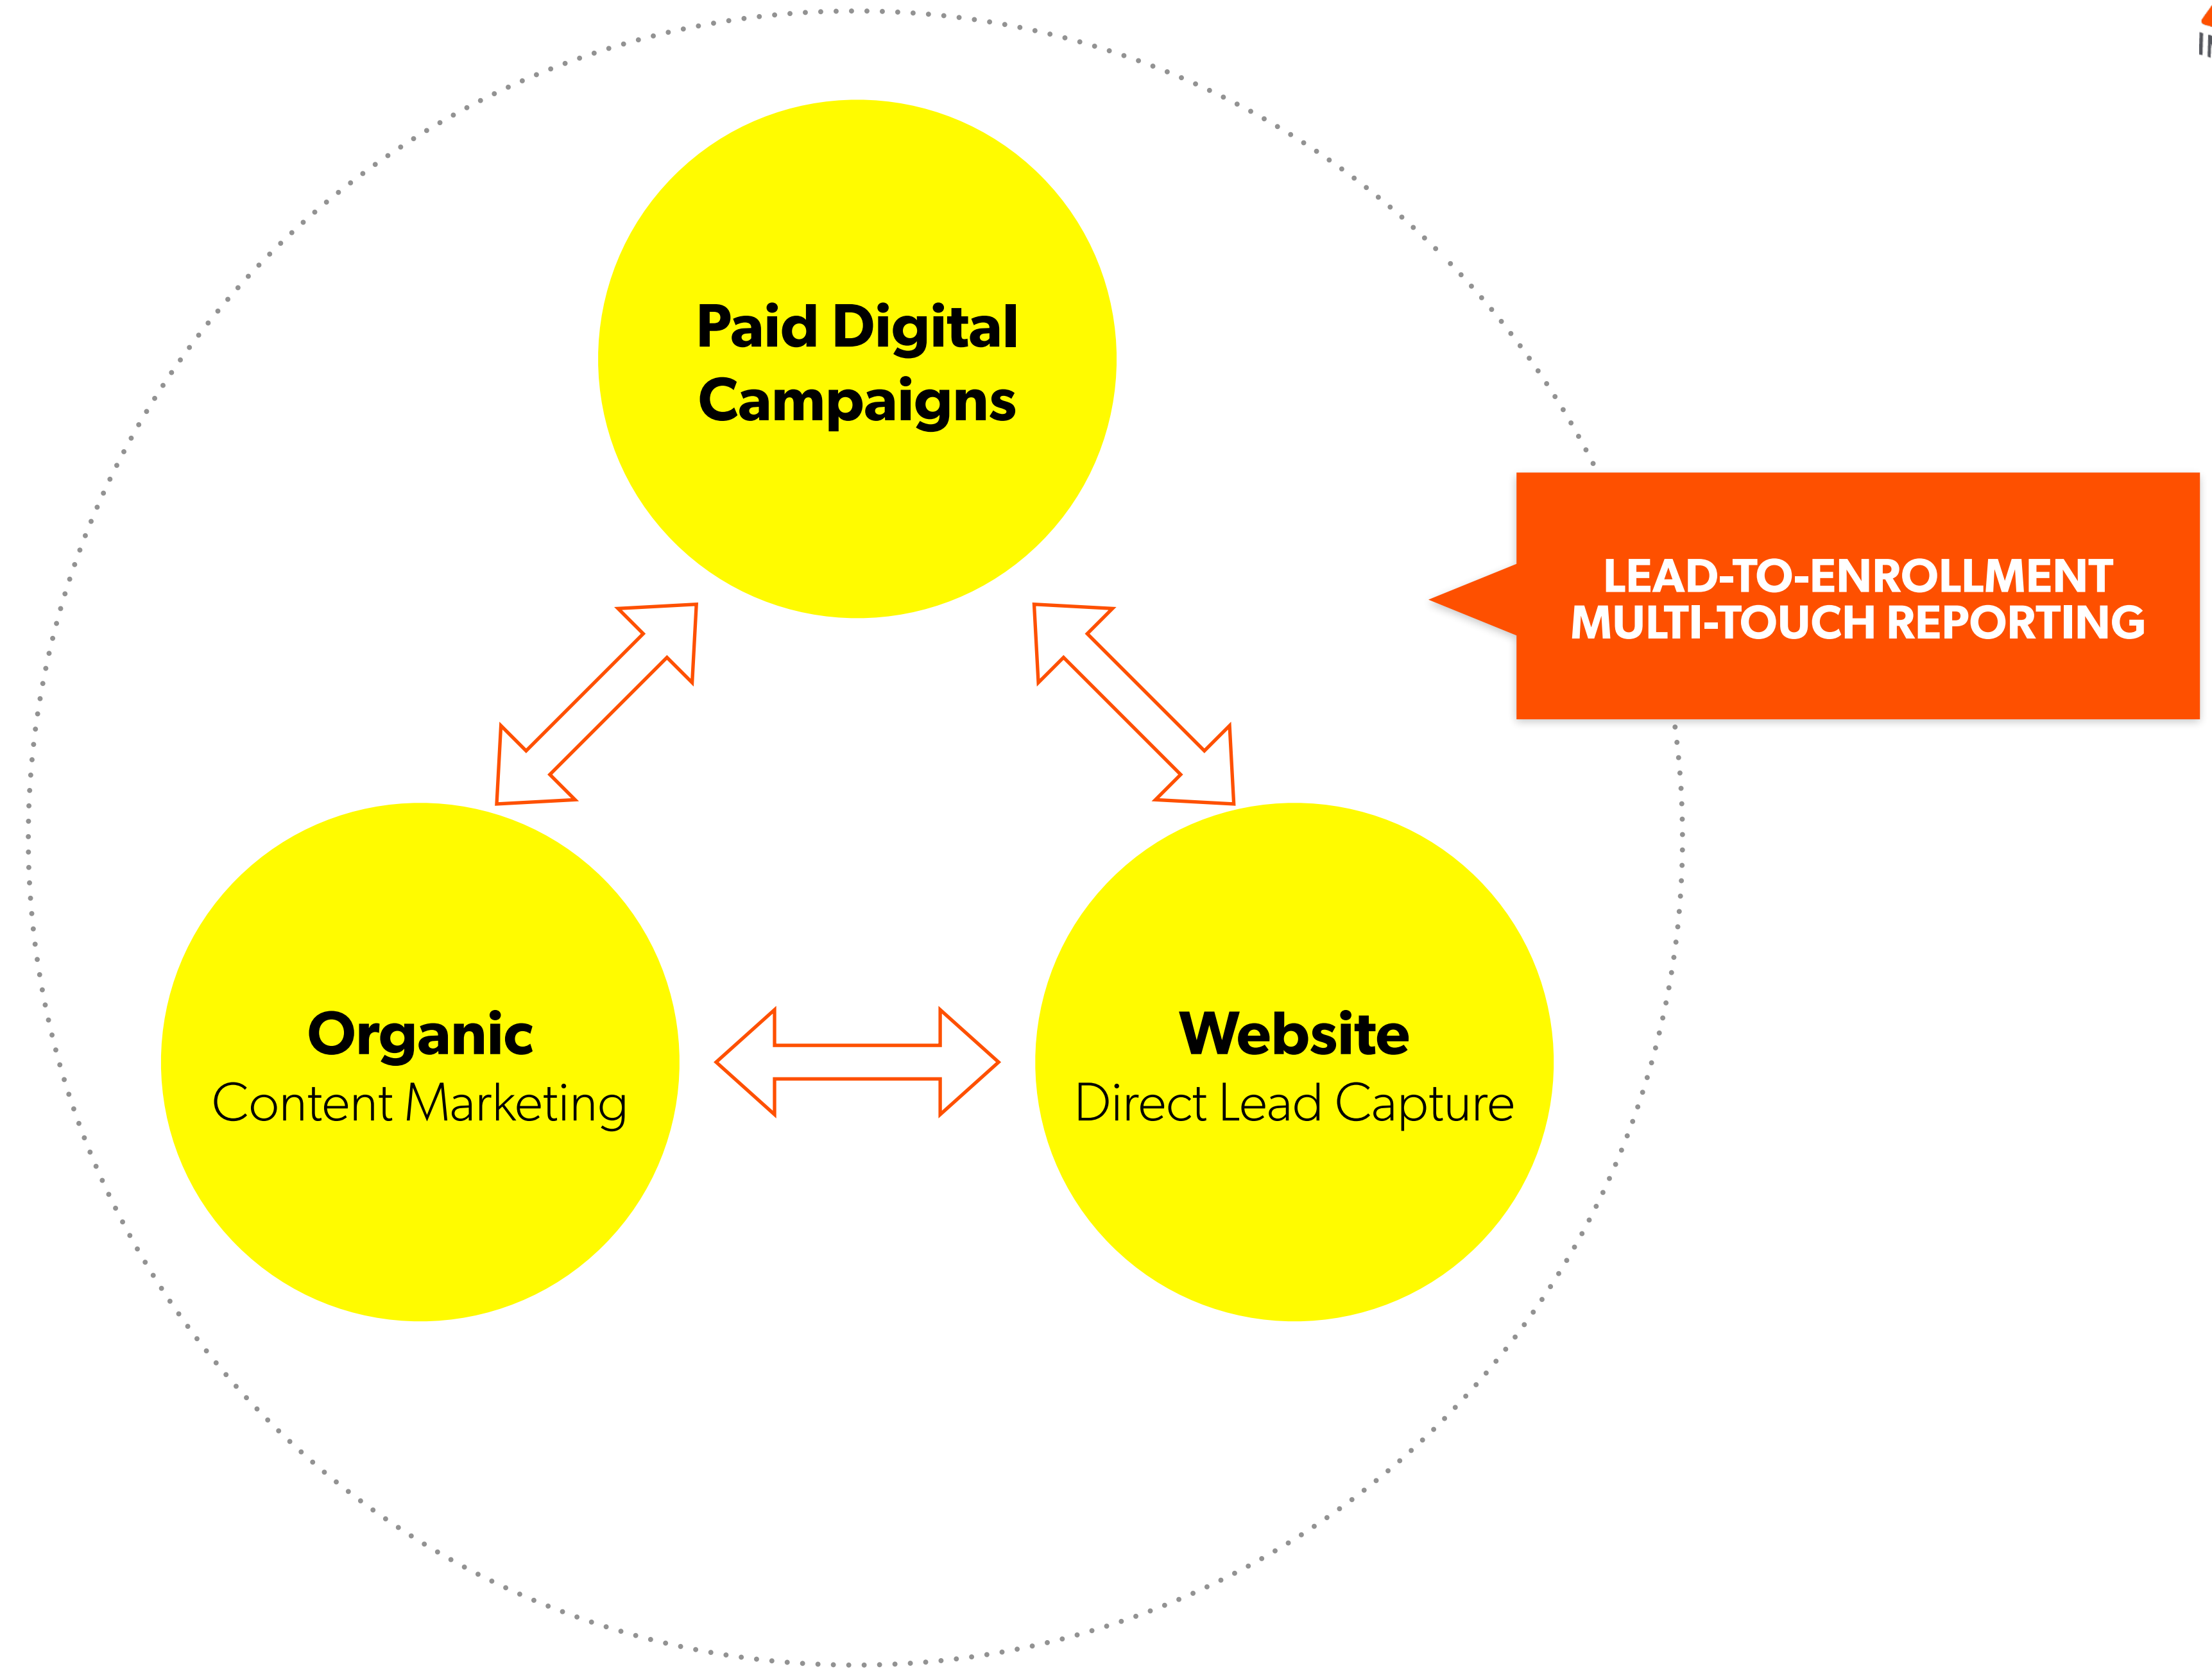 Paid Digital
Campaigns
LEAD-TO-ENROLLMENT
MULTI-TOUCH REPORTING
Organic
Content Marketing
Website
Direct Lead Capture